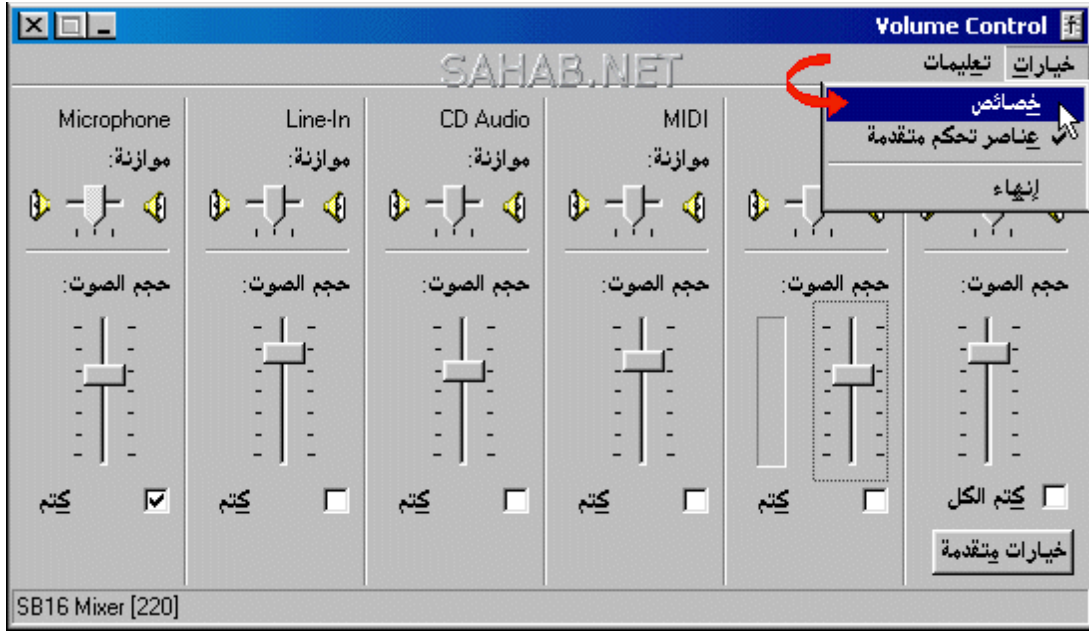 Volume Control
خيارات تعليمات
SAHAB.NET
خصائص
عناصر تحكم متقدمة
إنهاء
MIDI
CD Audio
Line-In
Microphone
موازنة:
موازنة:
موازنة:
موازنة:
حجم الصوت:
حجم الصوت:
حجم الصوت:
حجم الصوت:
حجم الصوت:
حجم الصوت:
كتم الكل
كتم
كتم
كتم
كتم
كتم
خيارات متقدمة
SB16 Mixer [220]